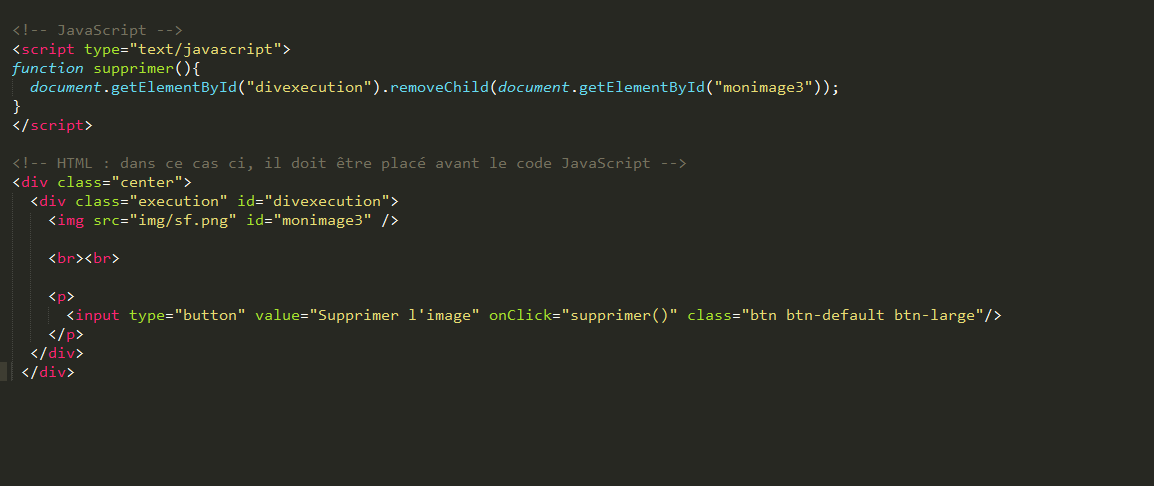 <!-- JavaScript -->
<script type="text/javascript">
function supprimer(){
document.getElementById("divexecution").removeChild(document.getElementById("monimage3"));
}
</script>
<!-- HTML : dans ce cas ci, il doit être placé avant le code JavaScript -->
<div class="center">
<div class="execution" id="divexecution">
<img src="img/sf.png" id="monimage3" />
<br><br>
<p>
<input type="button" value="Supprimer l'image" onClick="supprimer()" class="btn btn-default btn-large"/>
</p>
</div>
</div>